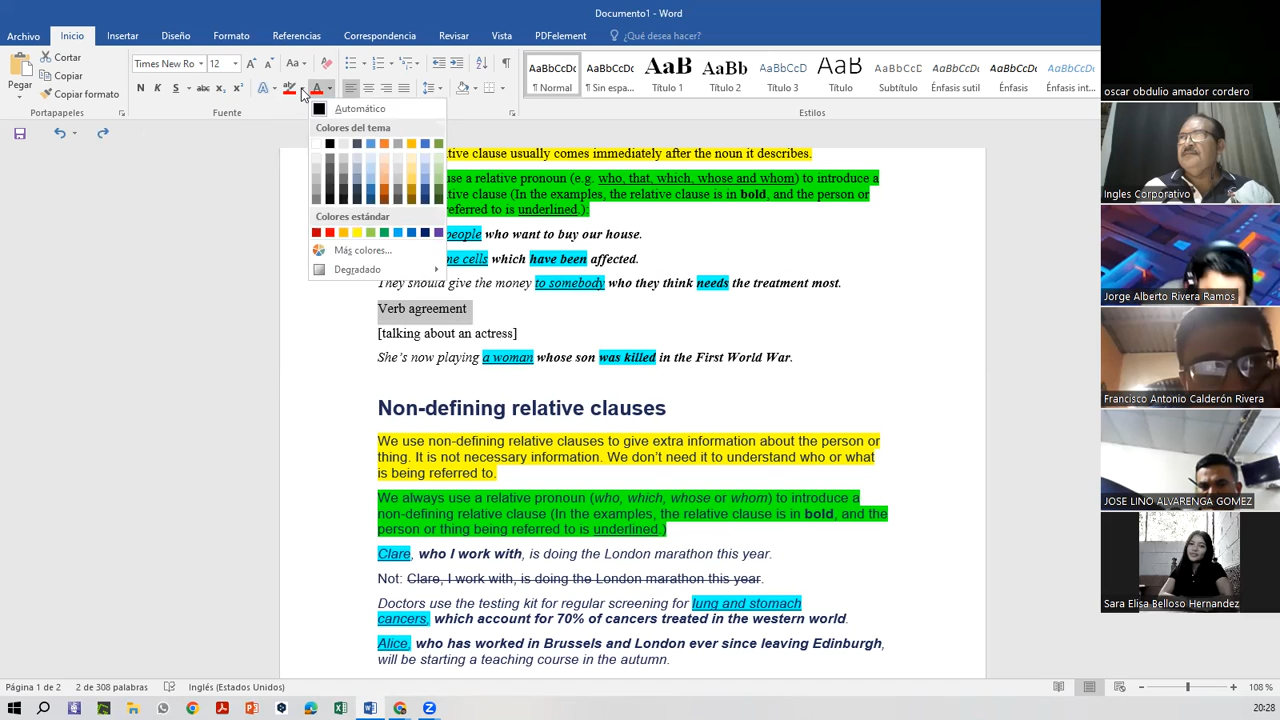 Documento1 - Word
Archivo Inicio Insertar Diseño Formato Referencias Correspondencia Revisar Vista PDFelement ¿Qué desea hacer?
Pegar
Cortar
Copiar
Copiar formato
Portapapeles
Times New Ro 12 Aa
N K S abc x₂ x² A aby A
Fuente
Automático
Colores del tema
Colores estándar
Más colores...
Degradado
AaBbCcDc AaBbCcDc AaB AaBb( AaBbCcD AaBbCcD AaBbCcDc AaBbCcDc
¶ Normal ¶ Sin espa... Título 1 Título 2 Título 3 Subtítulo Énfasis sutil Énfasis
Estilos
tive clause usually comes immediately after the noun it describes.
use a relative pronoun (e.g. who, that, which, whose and whom) to introduce a
tive clause (In the examples, the relative clause is in bold, and the person or
referred to is underlined.):
people who want to buy our house.
me cells which have been affected.
They should give the money to somebody who they think needs the treatment most.
Verb agreement
[talking about an actress]
She's now playing a woman whose son was killed in the First World War.
Non-defining relative clauses
We use non-defining relative clauses to give extra information about the person or
thing. It is not necessary information. We don't need it to understand who or what
is being referred to.
We always use a relative pronoun (who, which, whose or whom) to introduce a
non-defining relative clause (In the examples, the relative clause is in bold, and the
person or thing being referred to is underlined.)
Clare, who I work with, is doing the London marathon this year.
Not: Clare, I work with, is doing the London marathon this year.
Doctors use the testing kit for regular screening for lung and stomach
cancers, which account for 70% of cancers treated in the western world.
Alice, who has worked in Brussels and London ever since leaving Edinburgh,
will be starting a teaching course in the autumn.
Página 1 de 2 2 de 308 palabras Inglés (Estados Unidos) 108 %
20:28
oscar obdulio amador cordero
Ingles Corporativo
Jorge Alberto Rivera Ramos
Francisco Antonio Calderón Rivera
JOSE LINO ALVARENGA GOMEZ
Sara Elisa Belloso Hernandez